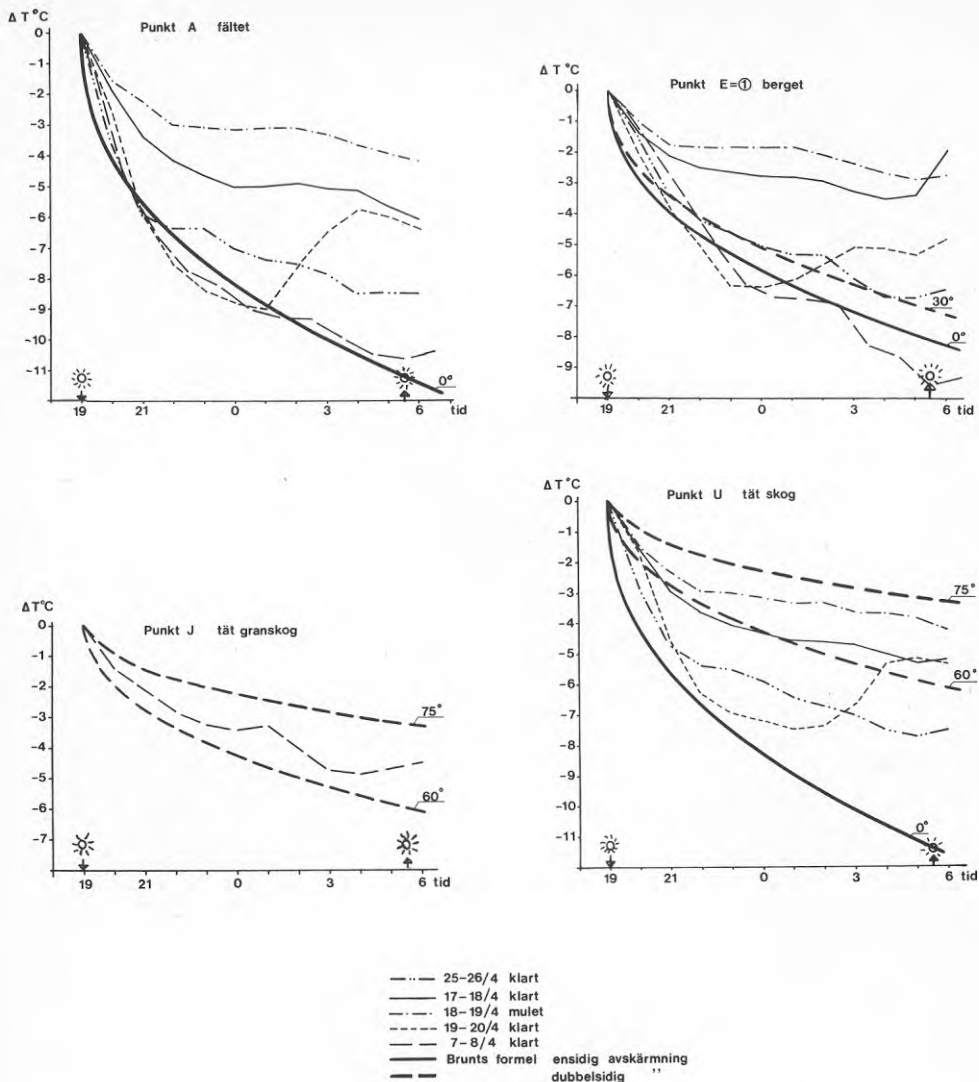 Δ T °C
Punkt A fältet
0
-1
-2
-3
-4
-5
-6
-7
-8
-9
-10
-11
0°
19 21 0 3 6 tid
Δ T °C
Punkt E=① berget
0
-1
-2
-3
-4
-5
-6
-7
-8
-9
30°
0°
19 21 0 3 6 tid
ΔT°C
Punkt J tät granskog
0
-1
-2
-3
-4
-5
-6
-7
75°
60°
19 21 0 3 6 tid
Δ T °C
Punkt U tät skog
0
-1
-2
-3
-4
-5
-6
-7
-8
-9
-10
-11
75°
60°
0°
19 21 0 3 6 tid
25-26/4 klart
17-18/4 klart
18-19/4 mulet
19-20/4 klart
7-8/4 klart
Brunts formel ensidig avskärmning
dubbelsidig ''